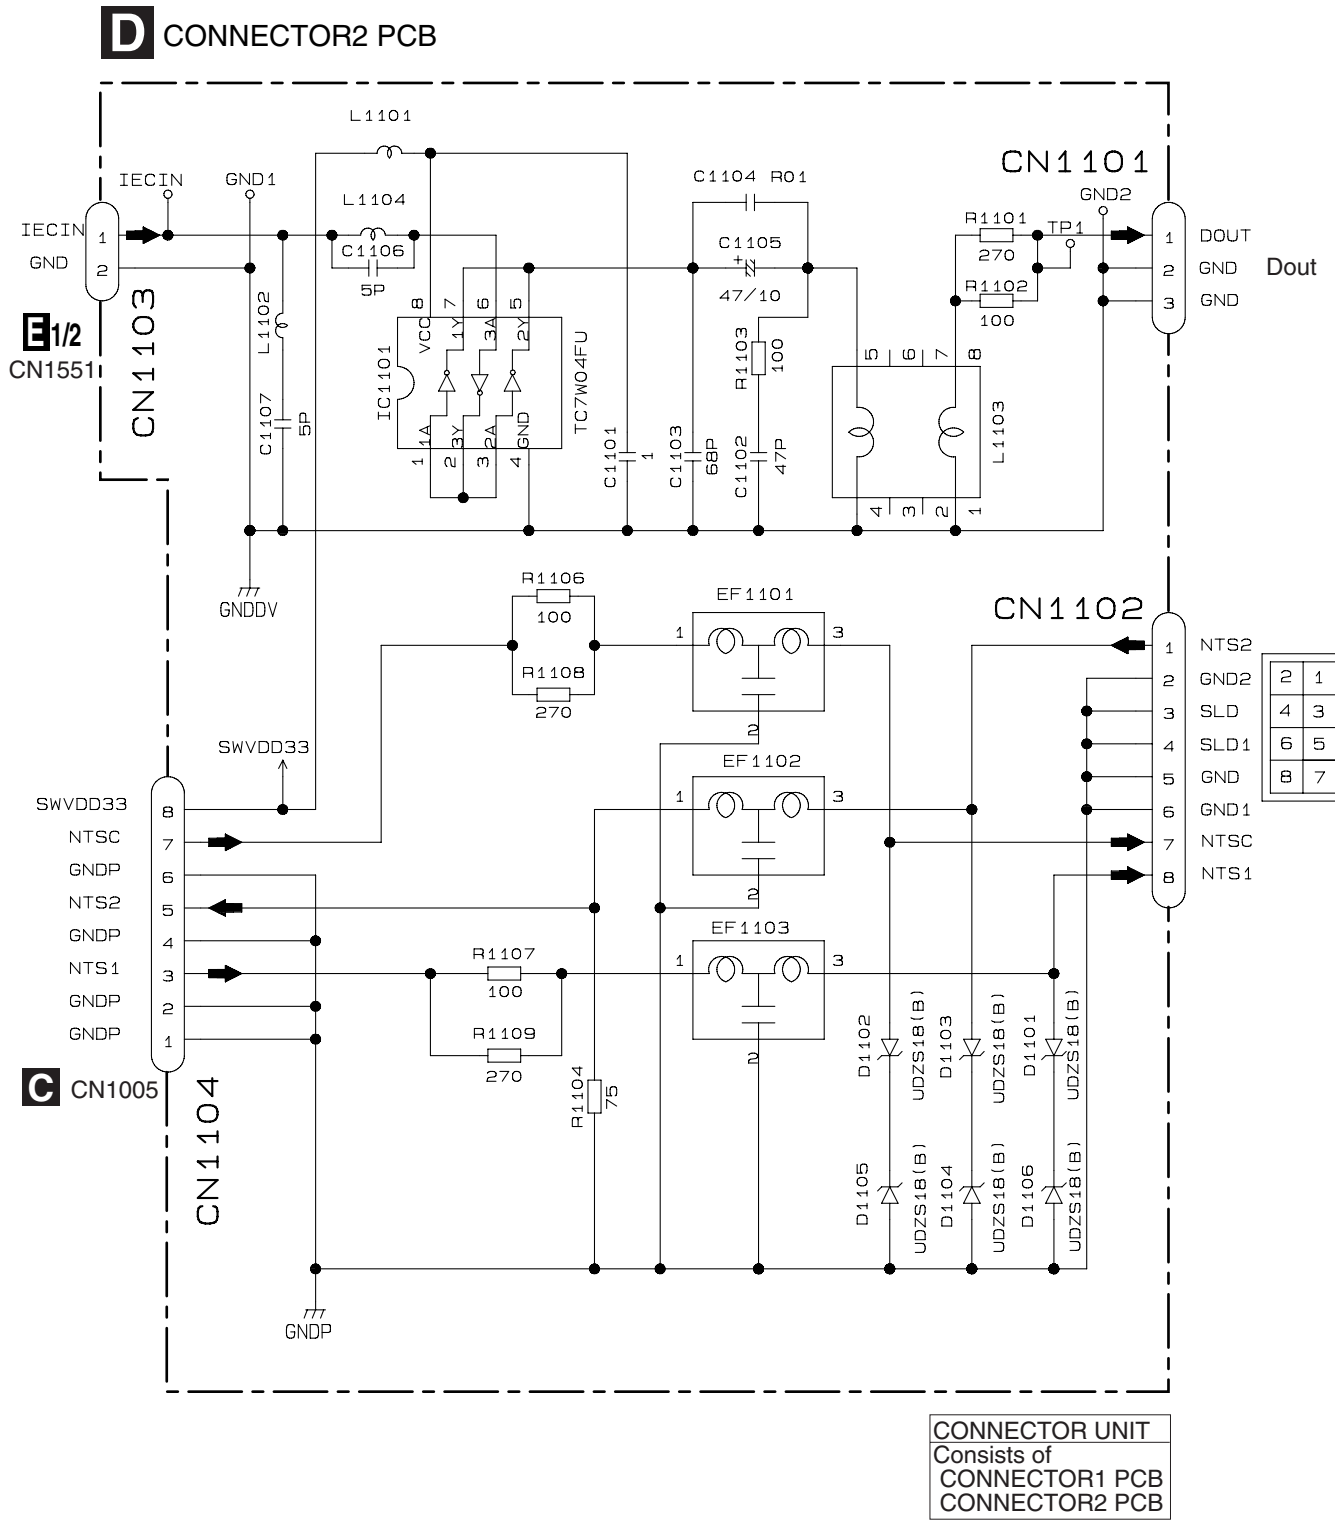 D CONNECTOR2 PCB
L1101
CN1101
IECIN
GND1
L1104
C1104 R01
GND2
IECIN
1
GND
2
C1106
5P
C1105
+
47/10
R1101
270
TP1
R1102
100
1
DOUT
2
GND
3
GND
Dout
E 1/2
CN1551
CN1103
L1102
C1107
5P
IC1101
8
7
6
5
VCC
1Y
3A
2Y
1A
3Y
2A
GND
1
2
3
4
TC7W04FU
C1101
1
C1103
68P
R1103
100
C1102
47P
5
6
7
8
4
3
2
1
L1103
GNDDV
R1106
100
R1108
270
EF1101
1
3
2
CN1102
1
NTS2
2
GND2
3
SLD
4
SLD1
5
GND
6
GND1
7
NTSC
8
NTS1
2 1
4 3
6 5
8 7
SWVDD33
EF1102
1
3
2
SWVDD33
8
NTSC
7
GNDP
6
NTS2
5
GNDP
4
NTS1
3
GNDP
2
GNDP
1
EF1103
1
3
2
R1107
100
R1109
270
R1104
75
C CN1005
CN1104
D1102
UDZS18(B)
D1103
UDZS18(B)
D1101
UDZS18(B)
D1105
UDZS18(B)
D1104
UDZS18(B)
D1106
UDZS18(B)
GNDP
CONNECTOR UNIT
Consists of
CONNECTOR1 PCB
CONNECTOR2 PCB